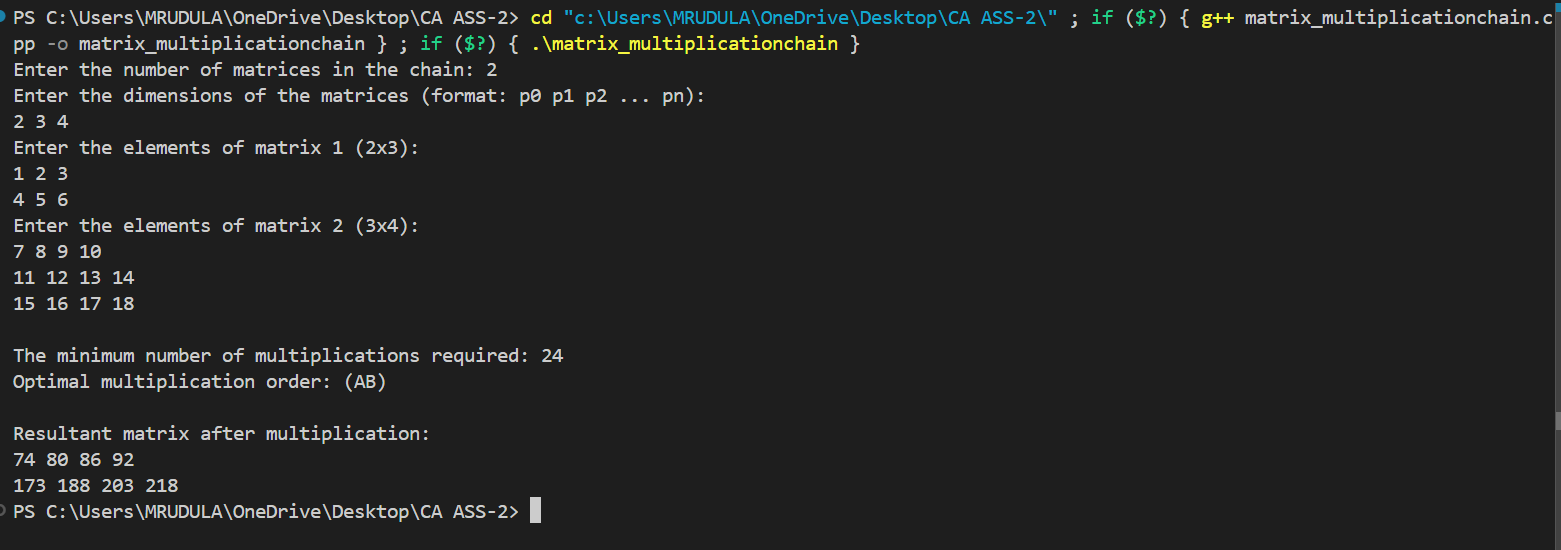 PS C:\Users\MRUDULA\OneDrive\Desktop\CA ASS-2> cd "c:\Users\MRUDULA\OneDrive\Desktop\CA ASS-2\" ; if ($?) { g++ matrix_multiplicationchain.c
pp -o matrix_multiplicationchain } ; if ($?) { .\matrix_multiplicationchain }
Enter the number of matrices in the chain: 2
Enter the dimensions of the matrices (format: p0 p1 p2 ... pn):
2 3 4
Enter the elements of matrix 1 (2x3):
1 2 3
4 5 6
Enter the elements of matrix 2 (3x4):
7 8 9 10
11 12 13 14
15 16 17 18

The minimum number of multiplications required: 24
Optimal multiplication order: (AB)

Resultant matrix after multiplication:
74 80 86 92
173 188 203 218
PS C:\Users\MRUDULA\OneDrive\Desktop\CA ASS-2>